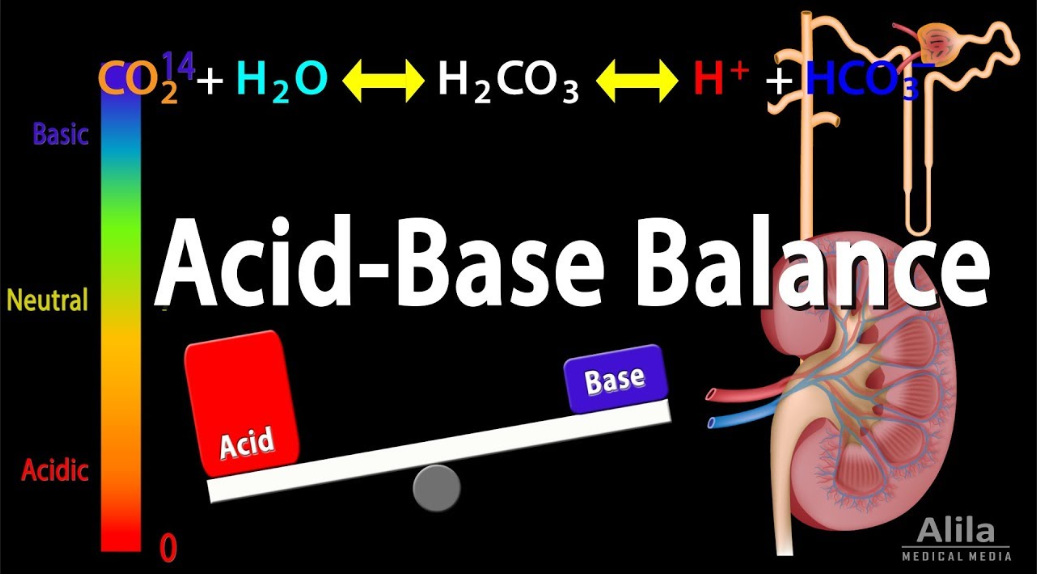 14
CO₂ + H₂O ⟷ H₂CO₃ ⟷ H⁺ + HCO₃⁻
Basic
Acid-Base Balance
Neutral
Base
Acid
Acidic
0
Alila
MEDICAL MEDIA